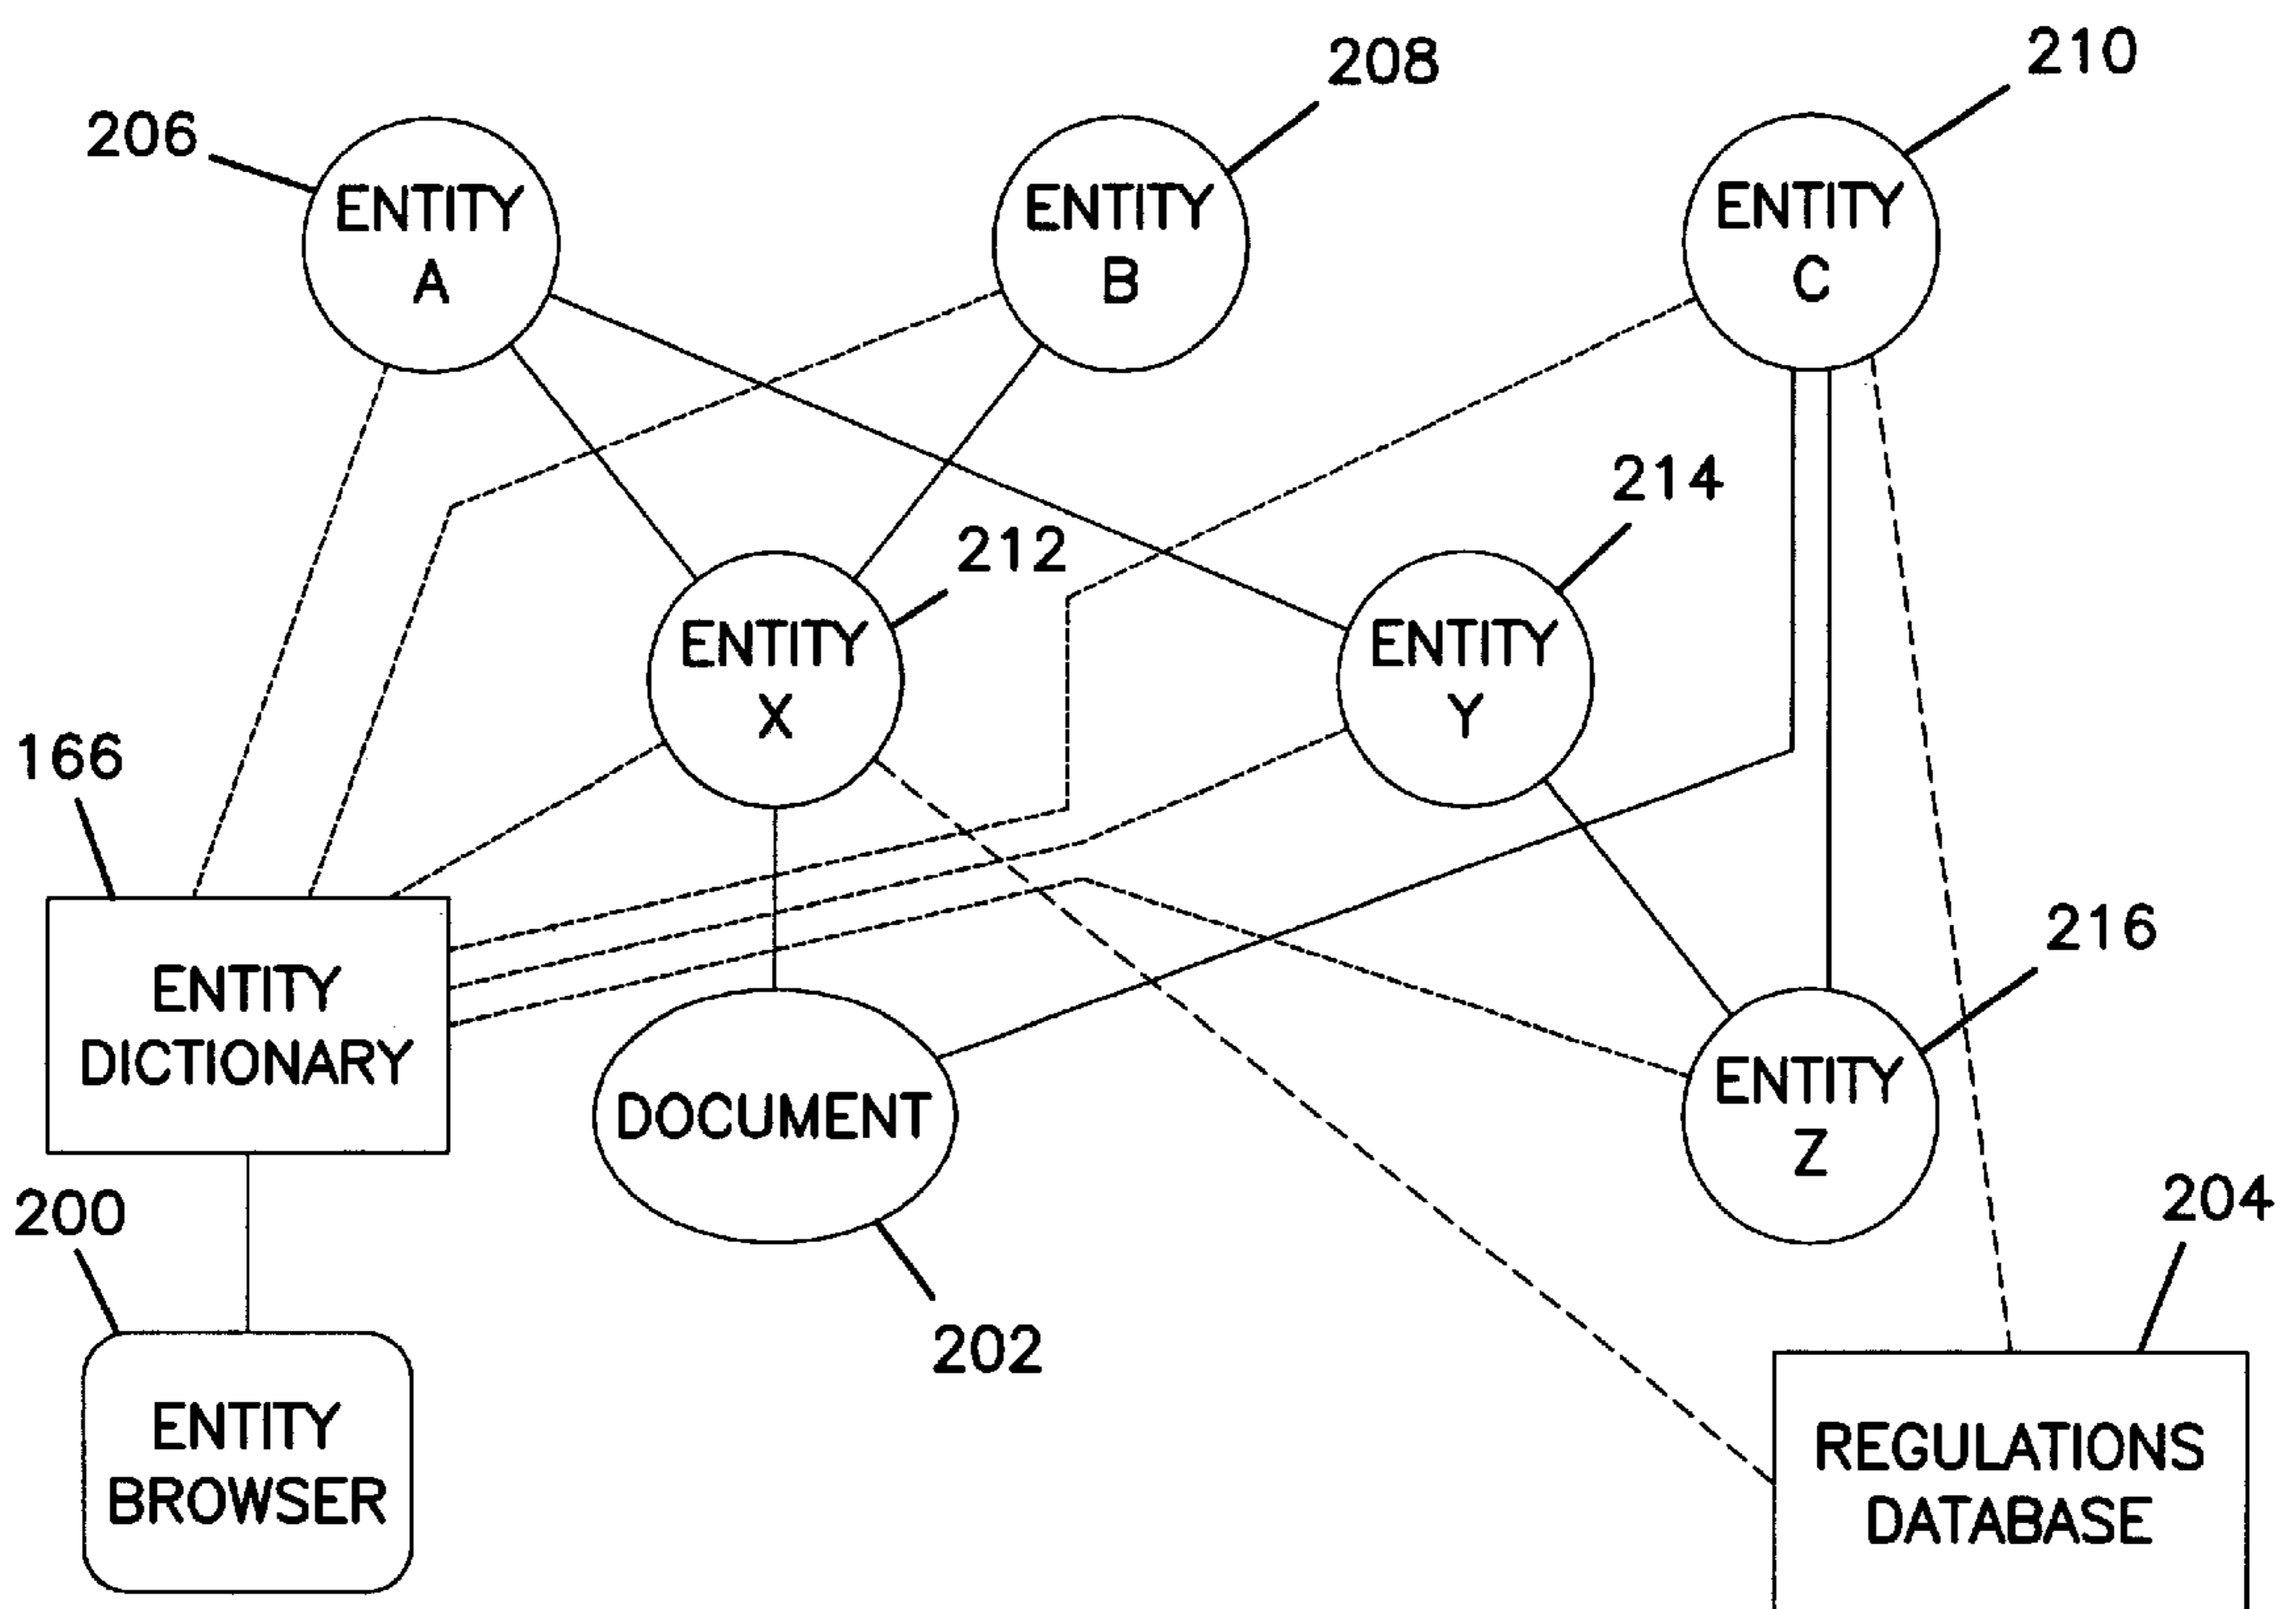 208
210
206
ENTITY
A
ENTITY
B
ENTITY
C
214
212
ENTITY
X
ENTITY
Y
166
216
ENTITY
DICTIONARY
DOCUMENT
ENTITY
Z
200
204
202
ENTITY
BROWSER
REGULATIONS
DATABASE